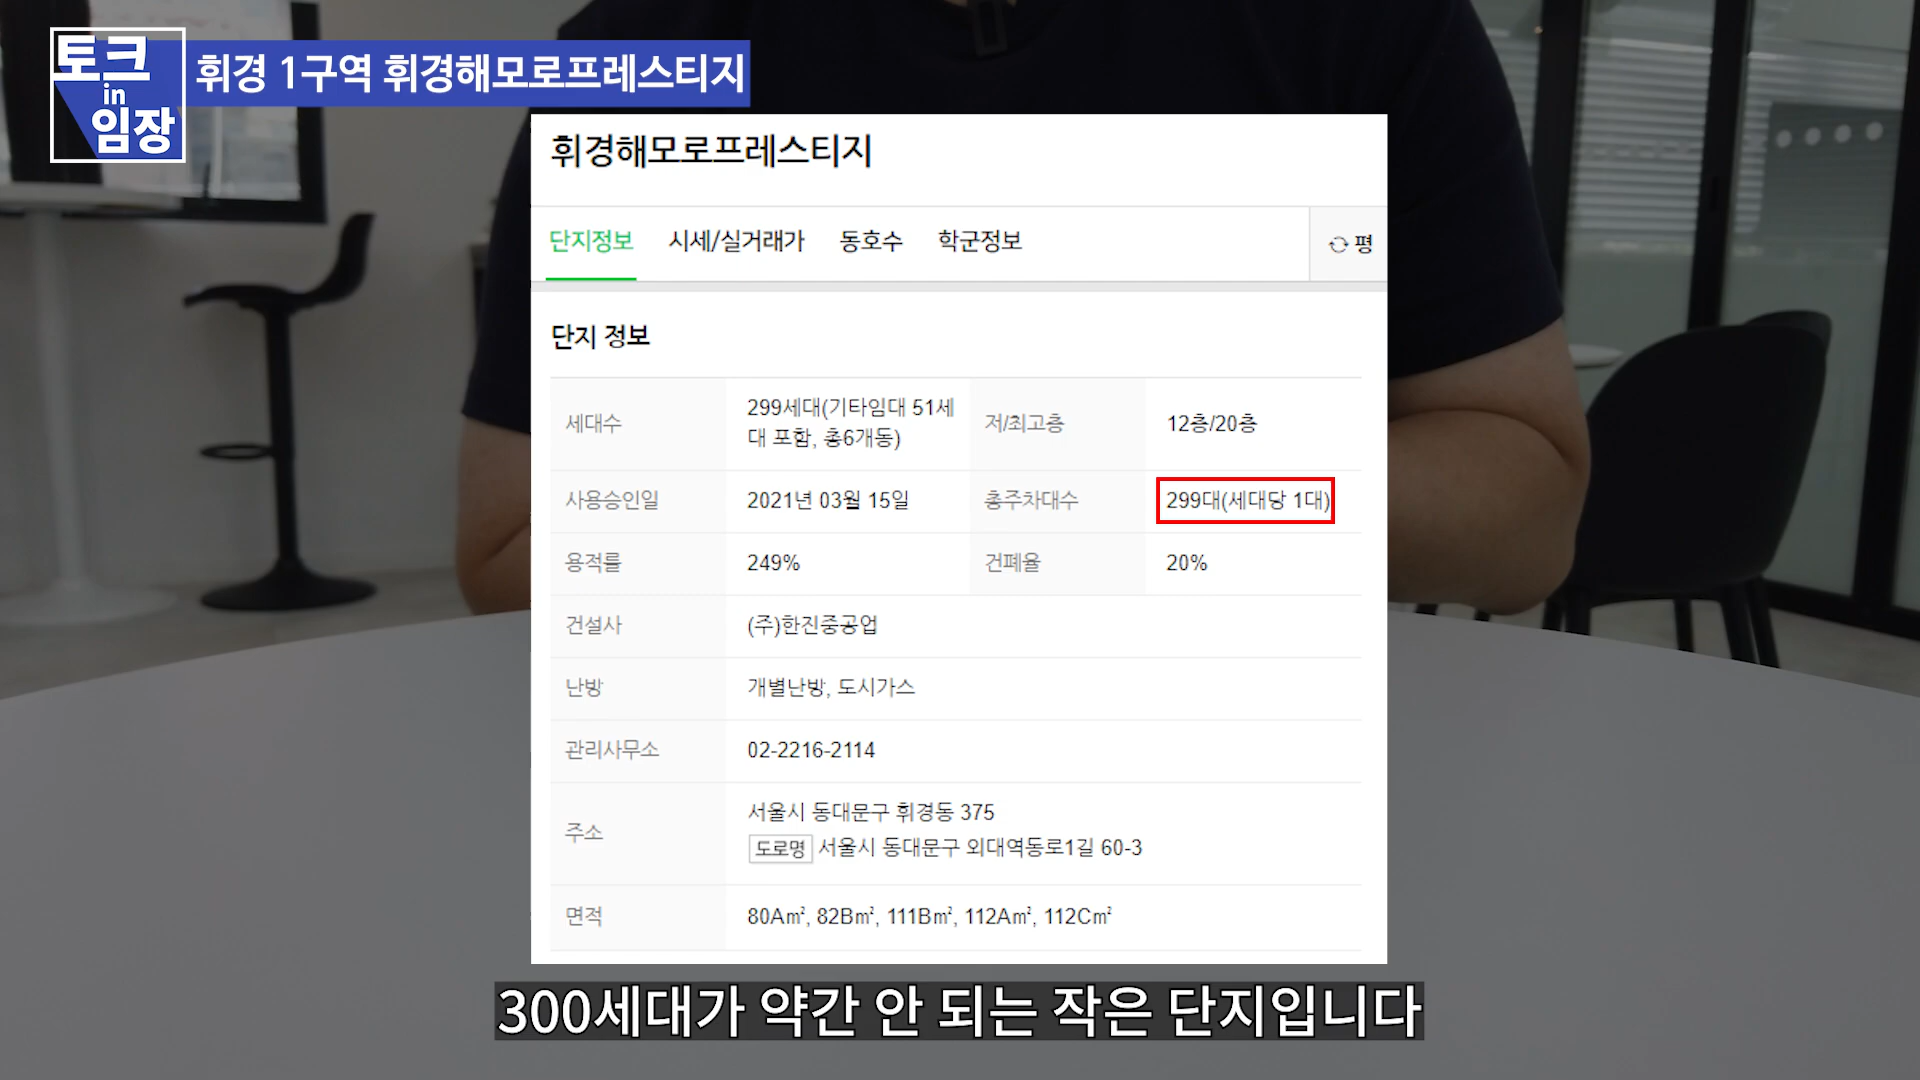 토크
in
임장
휘경 1구역 휘경해모로프레스티지
휘경해모로프레스티지
단지정보 시세/실거래가 동호수 학군정보 평
단지 정보
세대수 299세대(기타임대 51세대 포함, 총6개동) 저/최고층 12층/20층
사용승인일 2021년 03월 15일 총주차대수 299대(세대당 1대)
용적률 249% 건폐율 20%
건설사 (주)한진중공업
난방 개별난방, 도시가스
관리사무소 02-2216-2114
주소 서울시 동대문구 휘경동 375
도로명 서울시 동대문구 외대역동로1길 60-3
면적 80A㎡, 82B㎡, 111B㎡, 112A㎡, 112C㎡
300세대가 약간 안 되는 작은 단지입니다